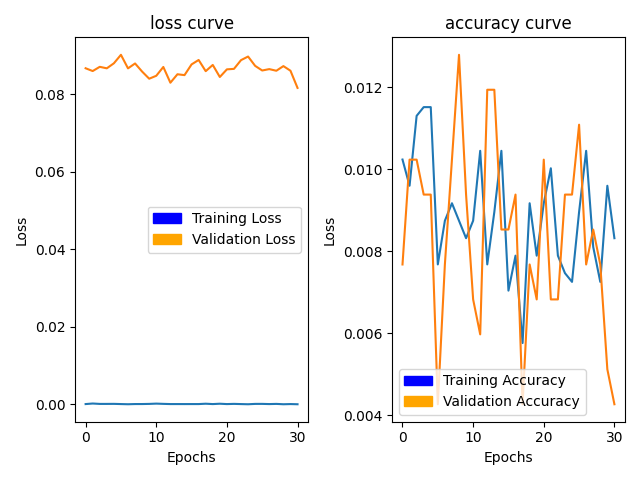 loss curve
Loss
0.08
0.06
0.04
0.02
0.00
Training Loss
Validation Loss
0 10 20 30
Epochs
accuracy curve
Loss
0.012
0.010
0.008
0.006
0.004
Training Accuracy
Validation Accuracy
0 10 20 30
Epochs